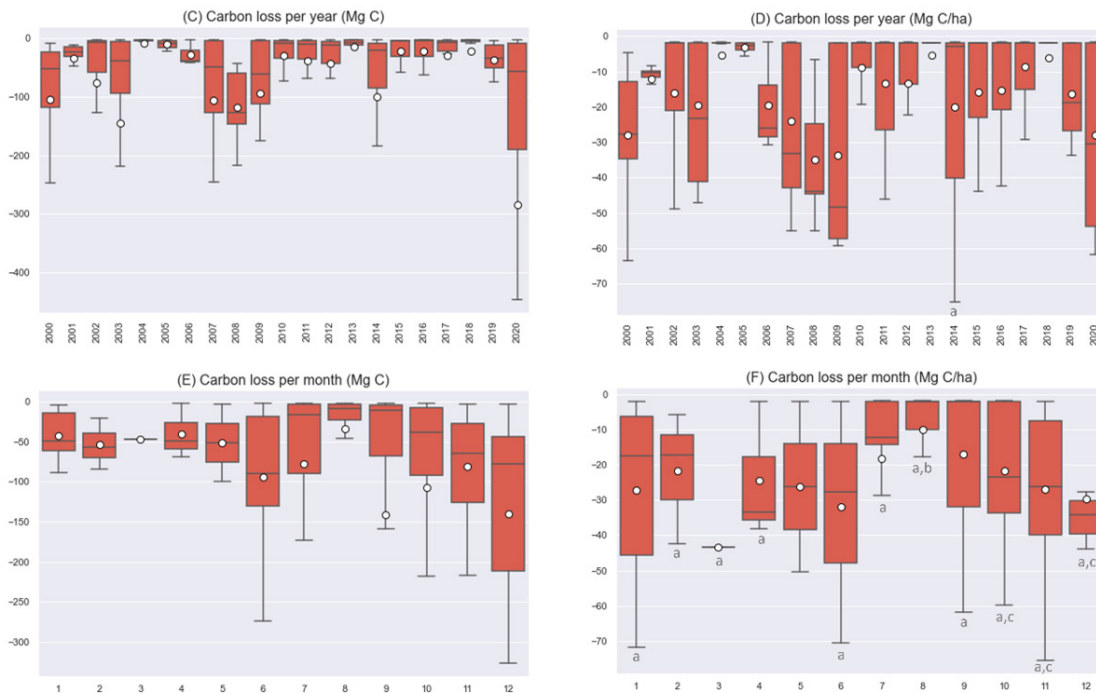 (C) Carbon loss per year (Mg C)
0
−100
−200
−300
−400
2000 2001 2002 2003 2004 2005 2006 2007 2008 2009 2010 2011 2012 2013 2014 2015 2016 2017 2018 2019 2020
(D) Carbon loss per year (Mg C/ha)
0
−10
−20
−30
−40
−50
−60
−70
a
2000 2001 2002 2003 2004 2005 2006 2007 2008 2009 2010 2011 2012 2013 2014 2015 2016 2017 2018 2019 2020
(E) Carbon loss per month (Mg C)
0
−50
−100
−150
−200
−250
−300
1 2 3 4 5 6 7 8 9 10 11 12
(F) Carbon loss per month (Mg C/ha)
0
−10
−20
−30
−40
−50
−60
−70
a a a a a a a,b a a,c a,c a,c
1 2 3 4 5 6 7 8 9 10 11 12